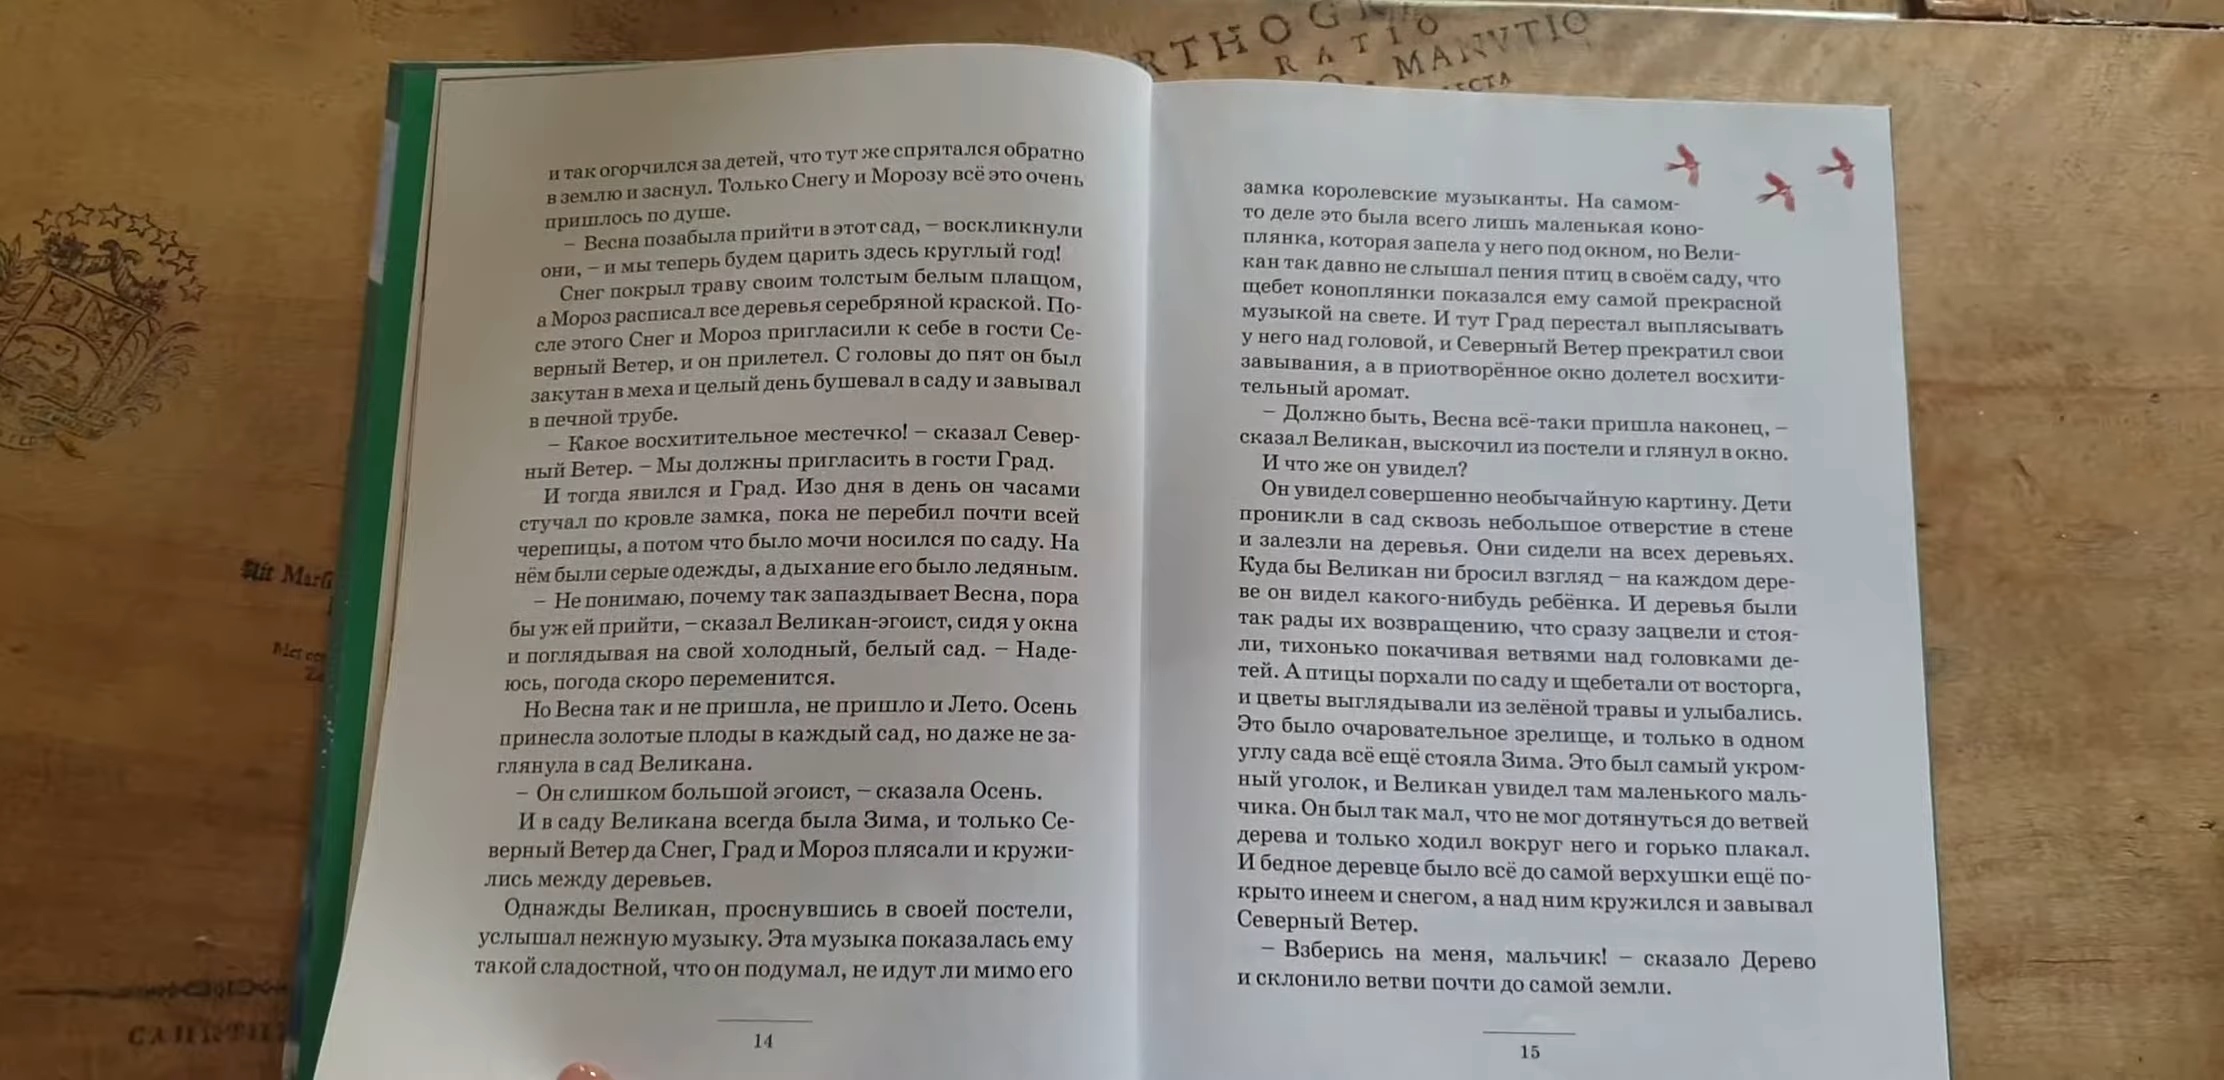 RTHOG
RATIO
MANVTIO
ECTA
и так огорчился за детей, что тут же спрятался обратно
в землю и заснул. Только Снегу и Морозу всё это очень
пришлось по душе.
– Весна позабыла прийти в этот сад, – воскликнули
они, – и мы теперь будем царить здесь круглый год!
Снег покрыл траву своим толстым белым плащом,
а Мороз расписал все деревья серебряной краской. По-
сле этого Снег и Мороз пригласили к себе в гости Се-
верный Ветер, и он прилетел. С головы до пят он был
закутан в меха и целый день бушевал в саду и завывал
в печной трубе.
– Какое восхитительное местечко! – сказал Север-
ный Ветер. – Мы должны пригласить в гости Град.
И тогда явился и Град. Изо дня в день он часами
стучал по кровле замка, пока не перебил почти всей
черепицы, а потом что было мочи носился по саду. На
нём были серые одежды, а дыхание его было ледяным.
– Не понимаю, почему так запаздывает Весна, пора
бы уж ей прийти, – сказал Великан-эгоист, сидя у окна
и поглядывая на свой холодный, белый сад. – Наде-
юсь, погода скоро переменится.
Но Весна так и не пришла, не пришло и Лето. Осень
принесла золотые плоды в каждый сад, но даже не за-
глянула в сад Великана.
– Он слишком большой эгоист, – сказала Осень.
И в саду Великана всегда была Зима, и только Се-
верный Ветер да Снег, Град и Мороз плясали и кружи-
лись между деревьев.
Однажды Великан, проснувшись в своей постели,
услышал нежную музыку. Эта музыка показалась ему
такой сладостной, что он подумал, не идут ли мимо его
14
замка королевские музыканты. На самом-
то деле это была всего лишь маленькая коно-
плянка, которая запела у него под окном, но Вели-
кан так давно не слышал пения птиц в своём саду, что
щебет коноплянки показался ему самой прекрасной
музыкой на свете. И тут Град перестал выплясывать
у него над головой, и Северный Ветер прекратил свои
завывания, а в приотворённое окно долетел восхити-
тельный аромат.
– Должно быть, Весна всё-таки пришла наконец, –
сказал Великан, выскочил из постели и глянул в окно.
И что же он увидел?
Он увидел совершенно необычайную картину. Дети
проникли в сад сквозь небольшое отверстие в стене
и залезли на деревья. Они сидели на всех деревьях.
Куда бы Великан ни бросил взгляд – на каждом дере-
ве он видел какого-нибудь ребёнка. И деревья были
так рады их возвращению, что сразу зацвели и стоя-
ли, тихонько покачивая ветвями над головками де-
тей. А птицы порхали по саду и щебетали от восторга,
и цветы выглядывали из зелёной травы и улыбались.
Это было очаровательное зрелище, и только в одном
углу сада всё ещё стояла Зима. Это был самый укром-
ный уголок, и Великан увидел там маленького маль-
чика. Он был так мал, что не мог дотянуться до ветвей
дерева и только ходил вокруг него и горько плакал.
И бедное деревце было всё до самой верхушки ещё по-
крыто инеем и снегом, а над ним кружился и завывал
Северный Ветер.
– Взберись на меня, мальчик! – сказало Дерево
и склонило ветви почти до самой земли.
15